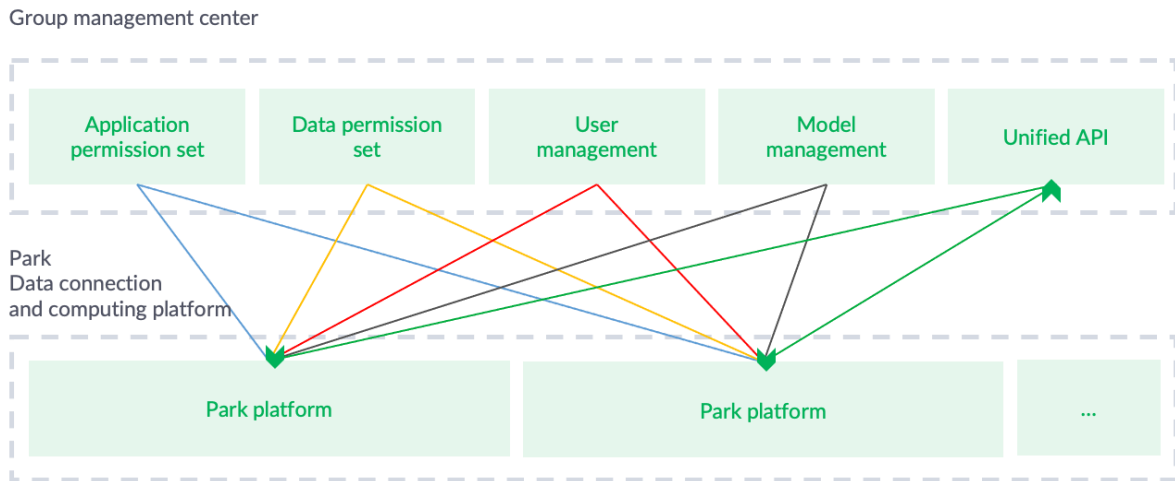 Group management center
Application
permission set
Data permission
set
User
management
Model
management
Unified API
Park
Data connection
and computing platform
Park platform
Park platform
...